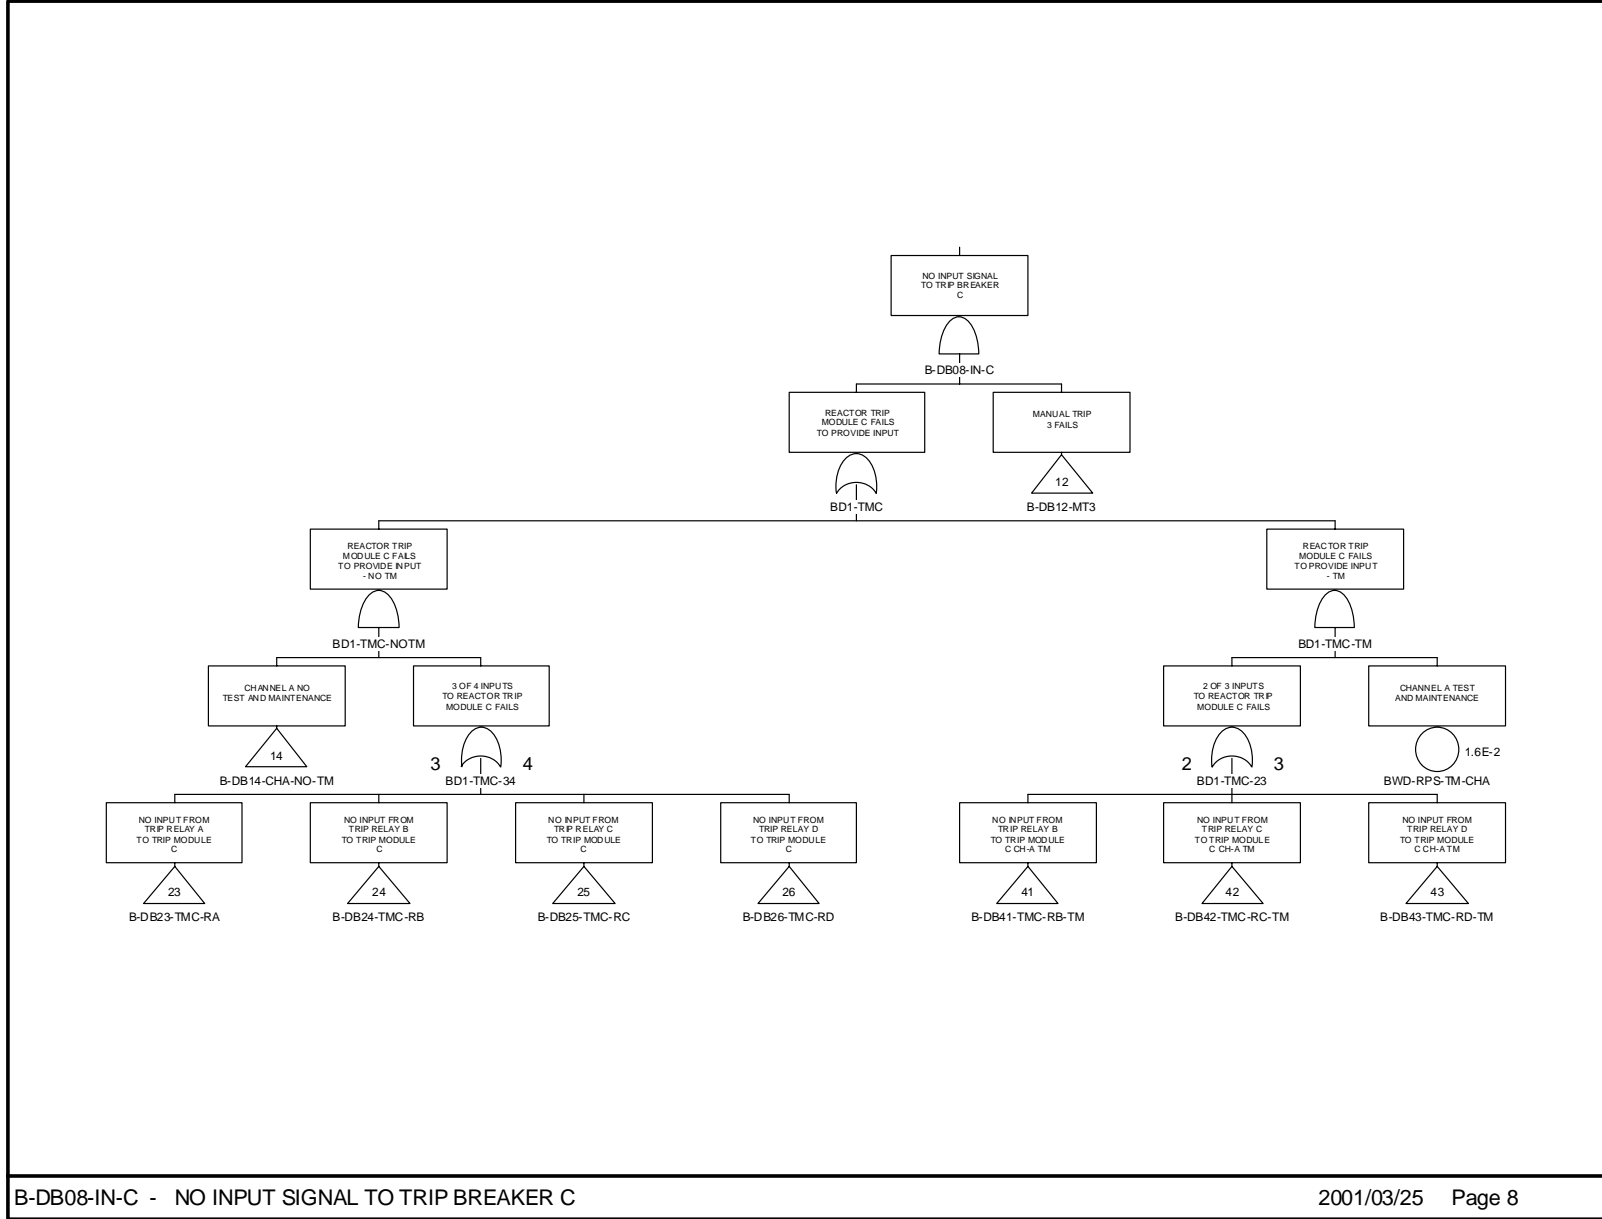 NO INPUT SIGNAL
TO TRIP BREAKER
C
B-DB08-IN-C
REACTOR TRIP
MODULE C FAILS
TO PROVIDE INPUT
BD1-TMC
MANUAL TRIP
3 FAILS
12
B-DB12-MT3
REACTOR TRIP
MODULE C FAILS
TO PROVIDE INPUT
- NO TM
BD1-TMC-NOTM
REACTOR TRIP
MODULE C FAILS
TO PROVIDE INPUT
- TM
BD1-TMC-TM
CHANNEL A NO
TEST AND MAINTENANCE
14
B-DB14-CHA-NO-TM
3 OF 4 INPUTS
TO REACTOR TRIP
MODULE C FAILS
3 4
BD1-TMC-34
2 OF 3 INPUTS
TO REACTOR TRIP
MODULE C FAILS
2 3
BD1-TMC-23
CHANNEL A TEST
AND MAINTENANCE
1.6E-2
BWD-RPS-TM-CHA
NO INPUT FROM
TRIP RELAY A
TO TRIP MODULE
C
23
B-DB23-TMC-RA
NO INPUT FROM
TRIP RELAY B
TO TRIP MODULE
C
24
B-DB24-TMC-RB
NO INPUT FROM
TRIP RELAY C
TO TRIP MODULE
C
25
B-DB25-TMC-RC
NO INPUT FROM
TRIP RELAY D
TO TRIP MODULE
C
26
B-DB26-TMC-RD
NO INPUT FROM
TRIP RELAY B
TO TRIP MODULE
C CH-A TM
41
B-DB41-TMC-RB-TM
NO INPUT FROM
TRIP RELAY C
TO TRIP MODULE
C CH-A TM
42
B-DB42-TMC-RC-TM
NO INPUT FROM
TRIP RELAY D
TO TRIP MODULE
C CH-A TM
43
B-DB43-TMC-RD-TM
B-DB08-IN-C - NO INPUT SIGNAL TO TRIP BREAKER C
2001/03/25 Page 8